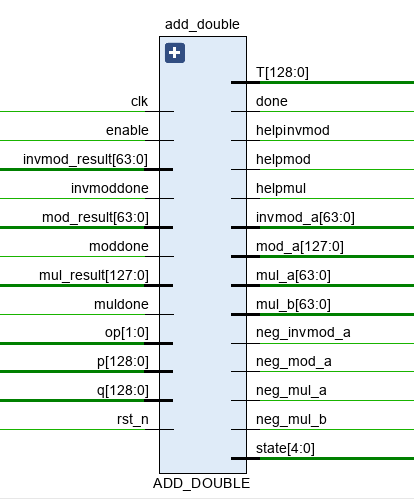 add_double
T[128:0]
clk
done
enable
helpinvmod
invmod_result[63:0]
helpmod
invmoddone
helpmul
mod_result[63:0]
invmod_a[63:0]
moddone
mod_a[127:0]
mul_result[127:0]
mul_a[63:0]
muldone
mul_b[63:0]
op[1:0]
neg_invmod_a
p[128:0]
neg_mod_a
q[128:0]
neg_mul_a
rst_n
neg_mul_b
state[4:0]
ADD_DOUBLE